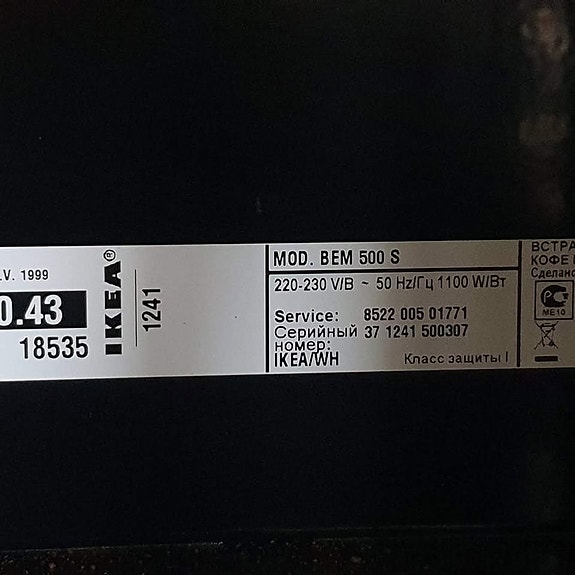 .V. 1999
0.43
18535
IKEA®
1241
MOD. BEM 500 S
220-230 V/В ~ 50 Hz/Гц 1100 W/Вт
Service: 8522 005 01771
Серийный 37 1241 500307
номер:
IKEA/WH Класс защиты I
ВСТРА
КОФЕ
Сделано
ME10